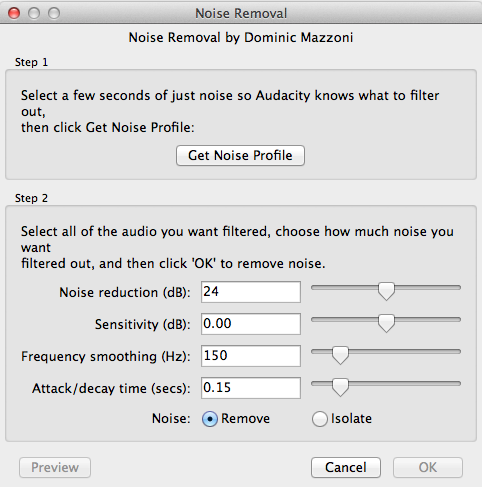 Noise Removal
Noise Removal by Dominic Mazzoni
Step 1
Select a few seconds of just noise so Audacity knows what to filter
out,
then click Get Noise Profile:
Get Noise Profile
Step 2
Select all of the audio you want filtered, choose how much noise you
want
filtered out, and then click 'OK' to remove noise.
Noise reduction (dB): 24
Sensitivity (dB): 0.00
Frequency smoothing (Hz): 150
Attack/decay time (secs): 0.15
Noise: Remove Isolate
Preview Cancel OK